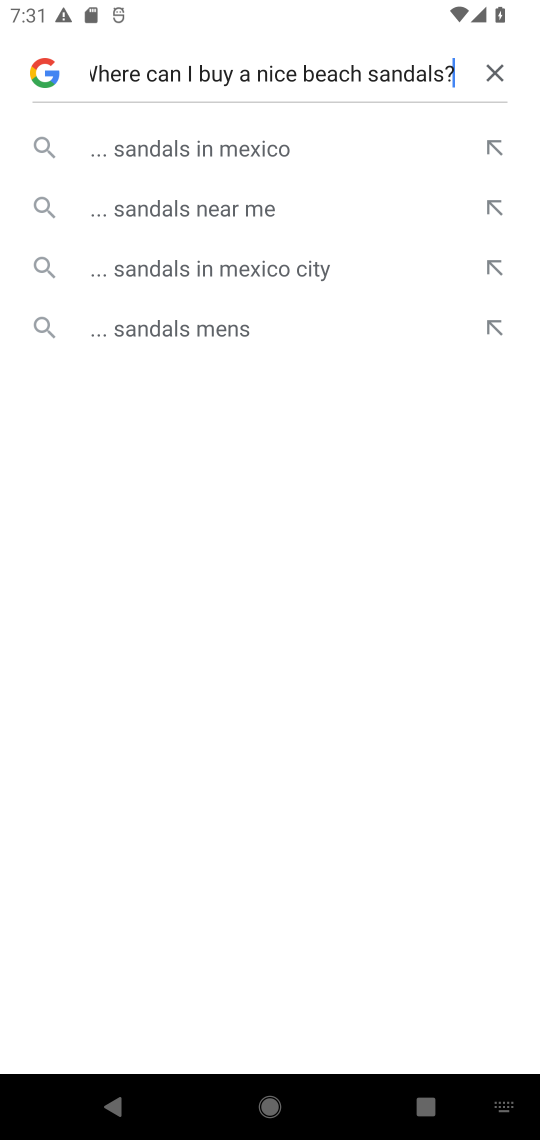 7:31
Where can I buy a nice beach sandals?
... sandals in mexico
... sandals near me
... sandals in mexico city
... sandals mens